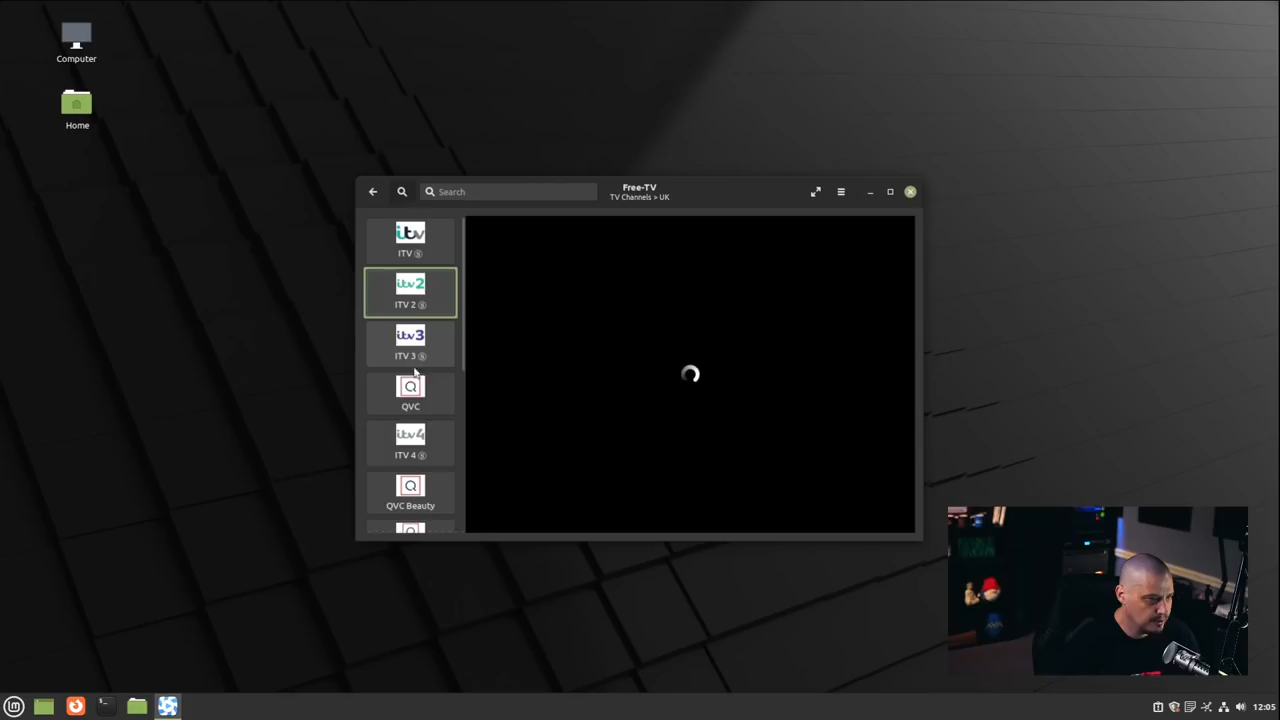 Computer
Home
Search
Free-TV
TV Channels > UK
itv
ITV Ⓢ
itv2
ITV 2 Ⓢ
itv3
ITV 3 Ⓢ
Q
QVC
itv4
ITV 4 Ⓢ
Q
QVC Beauty
12:05